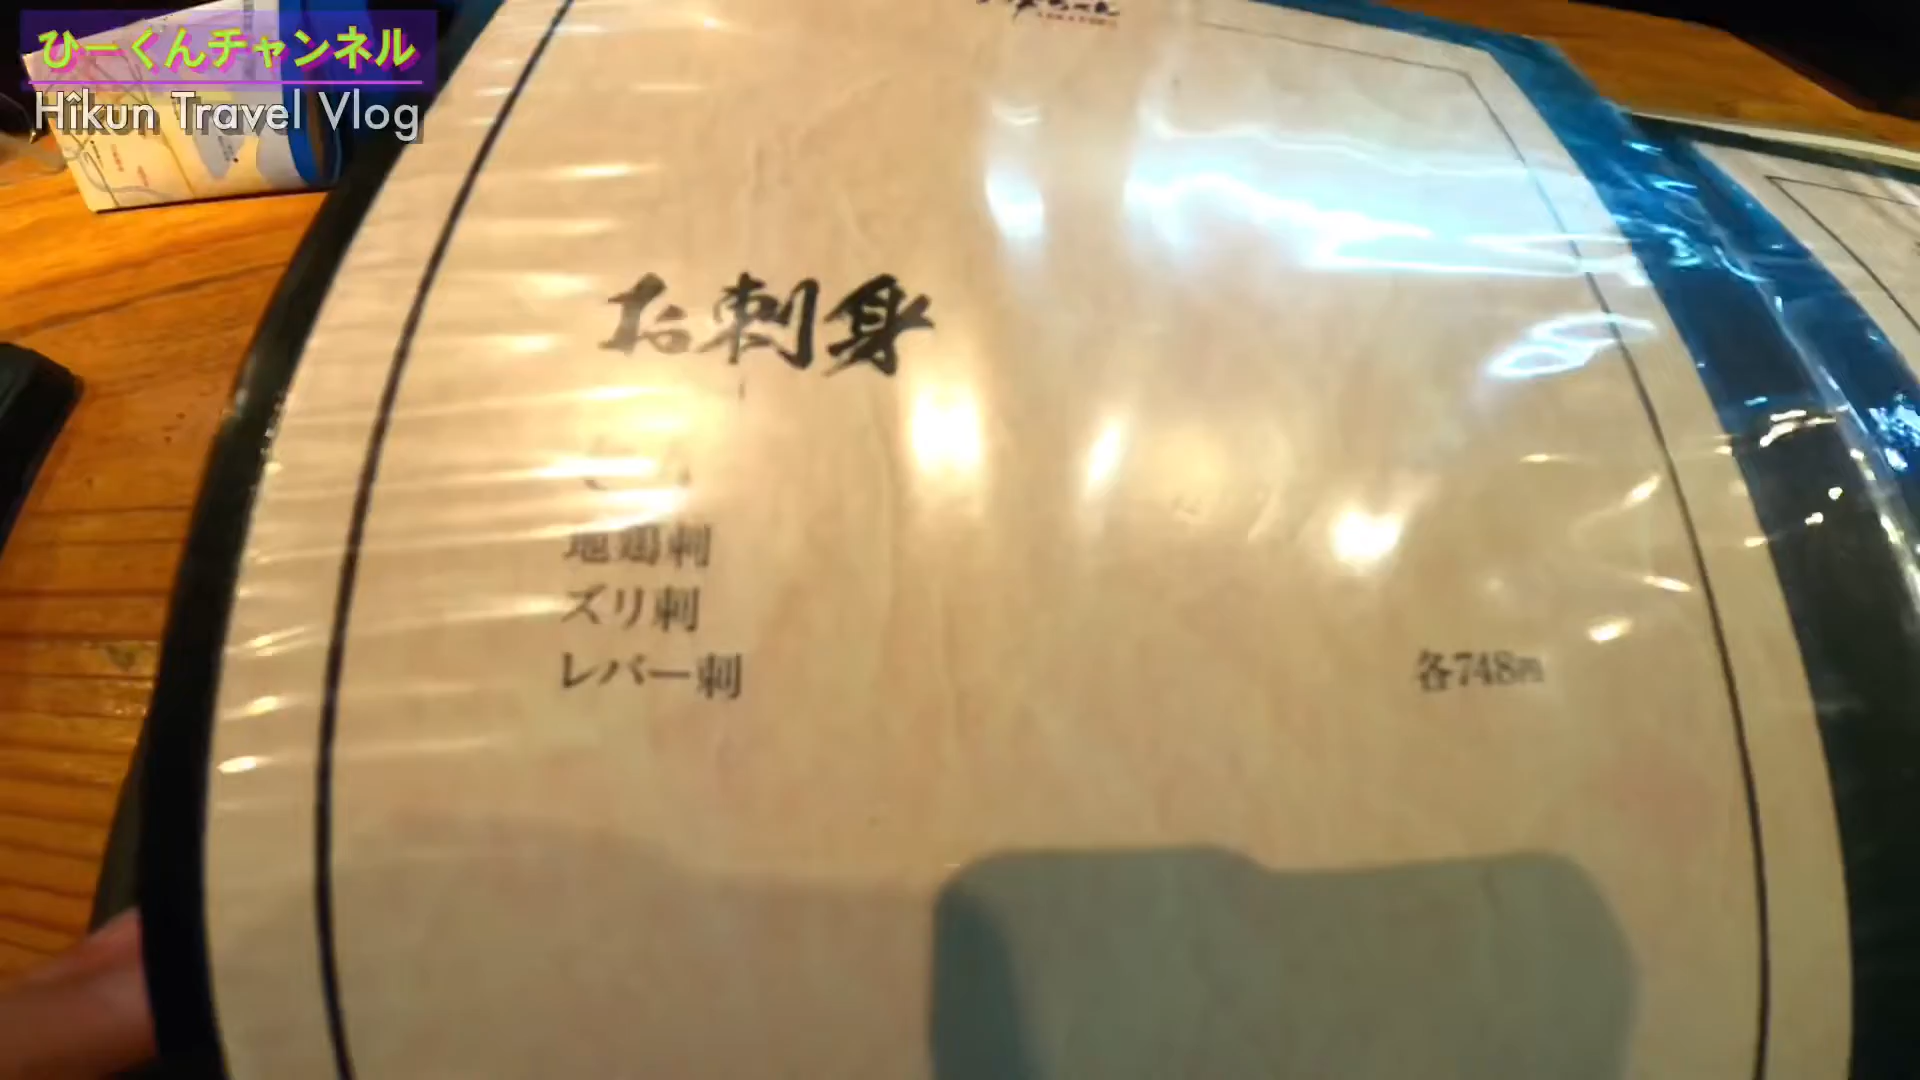 ひーくんチャンネル
Hîkun Travel Vlog
お刺身
地鶏刺
ズリ刺
レバー刺
各748円